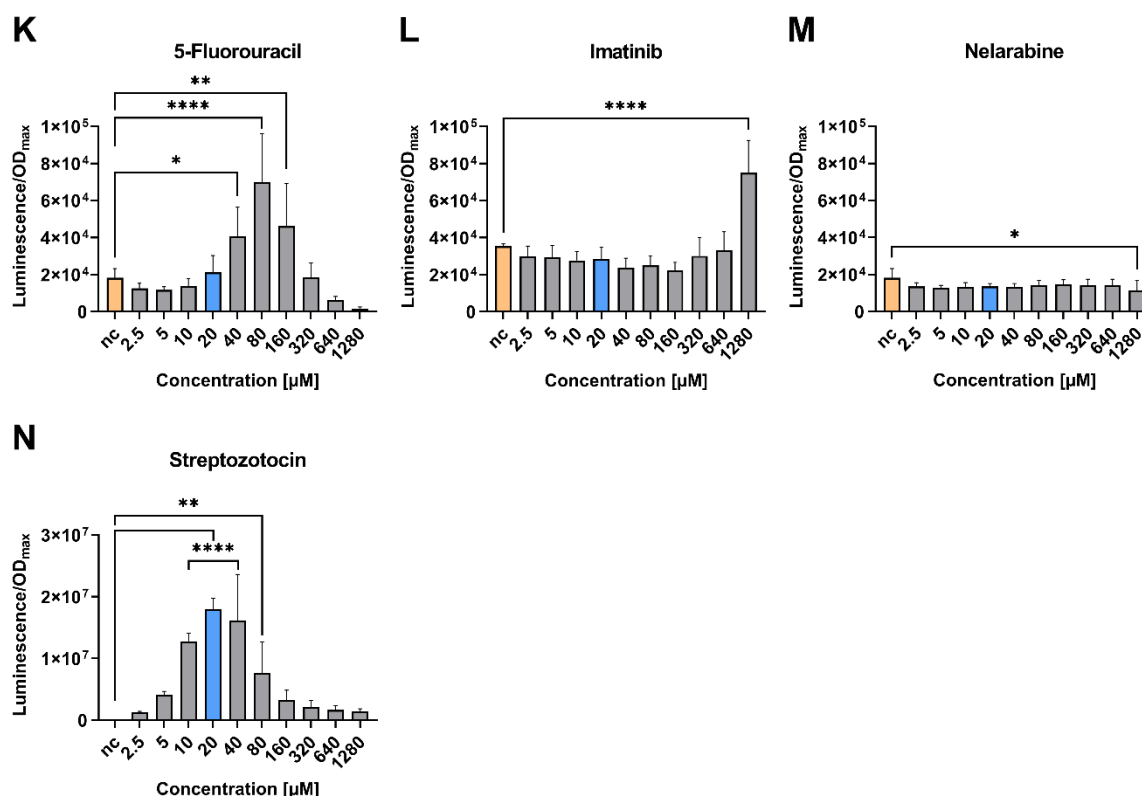 K
5-Fluorouracil
**
****
*
Luminescence/ODmax
1×10⁵
8×10⁴
6×10⁴
4×10⁴
2×10⁴
0
nc 2.5 5 10 20 40 80 160 320 640 1280
Concentration [µM]
L
Imatinib
****
Luminescence/ODmax
1×10⁵
8×10⁴
6×10⁴
4×10⁴
2×10⁴
0
nc 2.5 5 10 20 40 80 160 320 640 1280
Concentration [µM]
M
Nelarabine
*
Luminescence/ODmax
1×10⁵
8×10⁴
6×10⁴
4×10⁴
2×10⁴
0
nc 2.5 5 10 20 40 80 160 320 640 1280
Concentration [µM]
N
Streptozotocin
**
****
Luminescence/ODmax
3×10⁷
2×10⁷
1×10⁷
0
nc 2.5 5 10 20 40 80 160 320 640 1280
Concentration [µM]